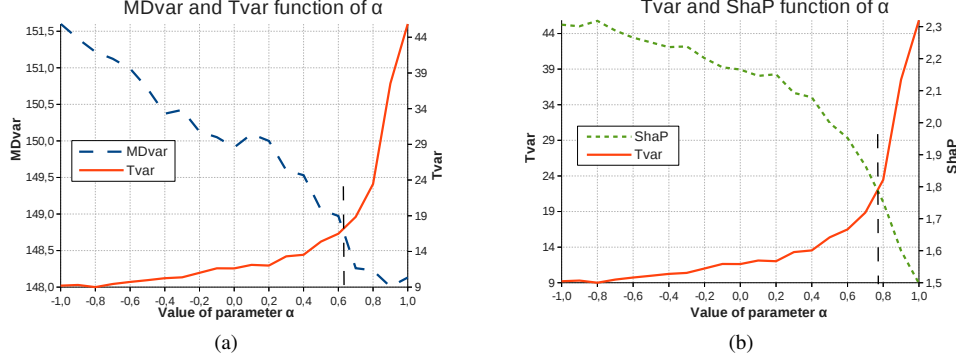 MDvar and Tvar function of α
151,5
151,0
150,5
150,0
149,5
149,0
148,5
148,0
MDvar
44
39
34
29
24
19
14
9
Tvar
MDvar
Tvar
-1,0 -0,8 -0,6 -0,4 -0,2 0,0 0,2 0,4 0,6 0,8 1,0
Value of parameter α
(a)
Tvar and ShaP function of α
44
39
34
29
24
19
14
9
Tvar
2,3
2,2
2,1
2,0
1,9
1,8
1,7
1,6
1,5
ShaP
ShaP
Tvar
-1,0 -0,8 -0,6 -0,4 -0,2 0,0 0,2 0,4 0,6 0,8 1,0
Value of parameter α
(b)